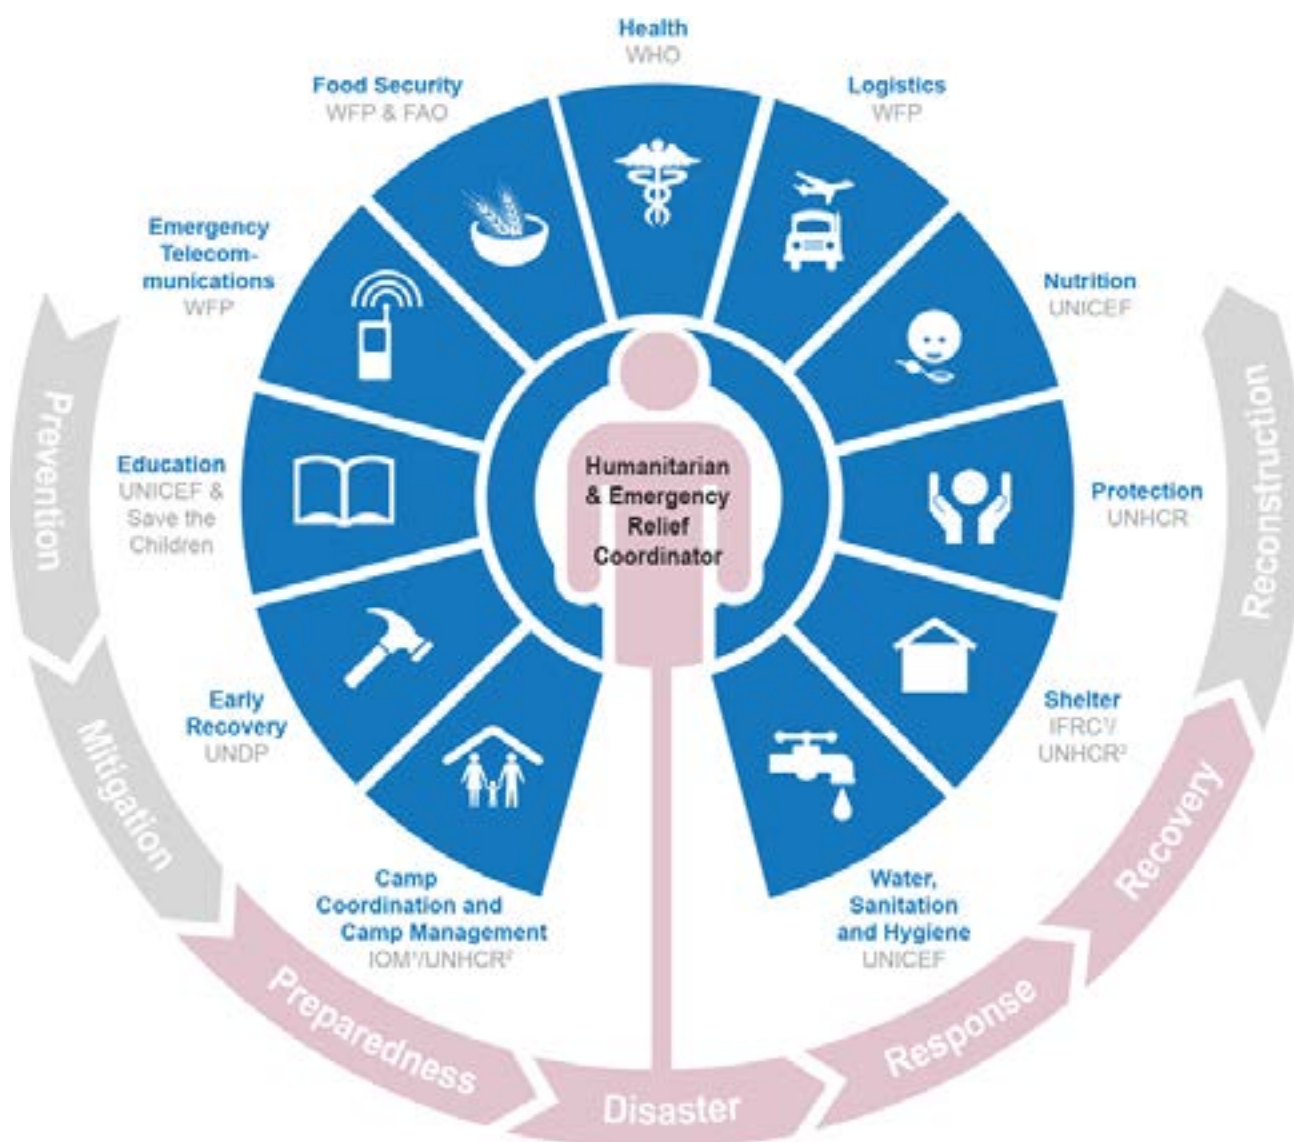 Health
WHO
Logistics
WFP
Nutrition
UNICEF
Protection
UNHCR
Shelter
IFRC¹/
UNHCR²
Water,
Sanitation
and Hygiene
UNICEF
Camp
Coordination and
Camp Management
IOM¹/UNHCR²
Early
Recovery
UNDP
Education
UNICEF &
Save the
Children
Emergency
Telecom-
munications
WFP
Food Security
WFP & FAO
Humanitarian
& Emergency
Relief
Coordinator
Prevention
Mitigation
Preparedness
Disaster
Response
Recovery
Reconstruction